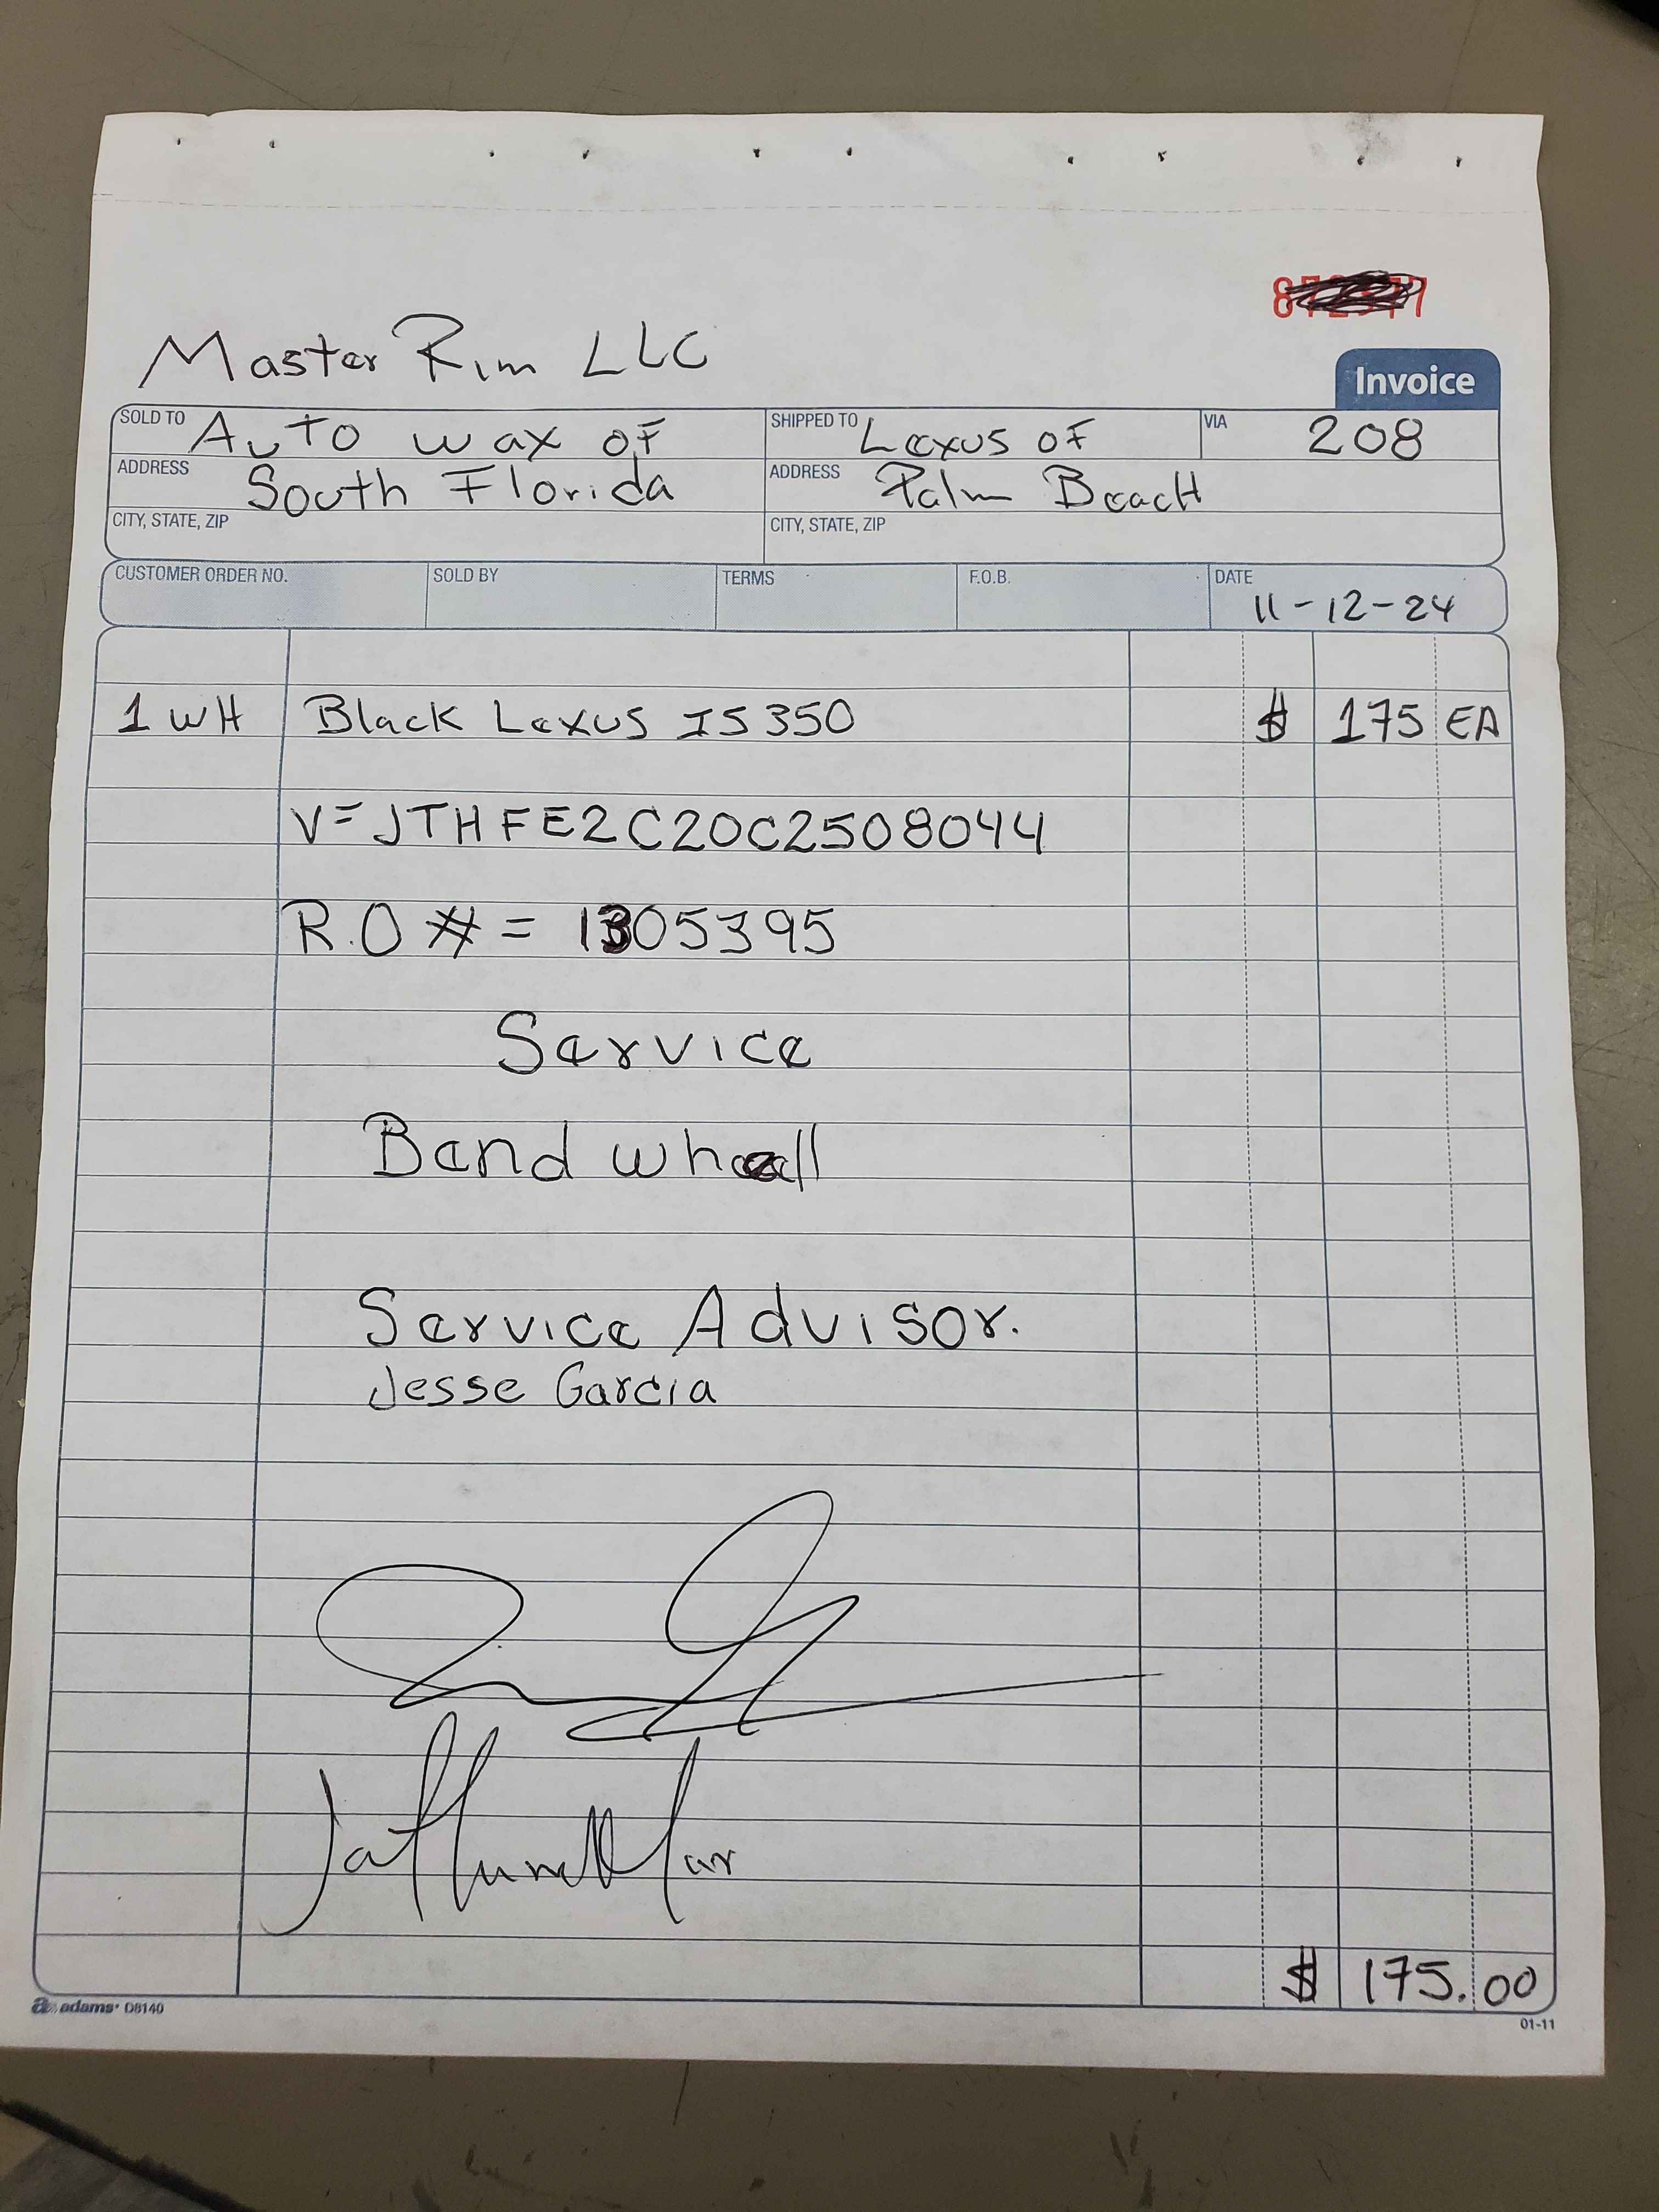 Master Rim LLC
Invoice
SOLD TO Auto wax of
SHIPPED TO Lexus of
VIA 208
ADDRESS South Florida
ADDRESS Palm Beach
CITY, STATE, ZIP
CITY, STATE, ZIP
CUSTOMER ORDER NO. SOLD BY TERMS F.O.B. DATE
11-12-24
1 WH Black Lexus IS350 $ 175 EA
V=JTHFE2C20C2508044
R.O # = 1305395
Service
Bend wheell
Service Advisor.
Jesse Garcia
$ 175.00
adams® D8140
01-11